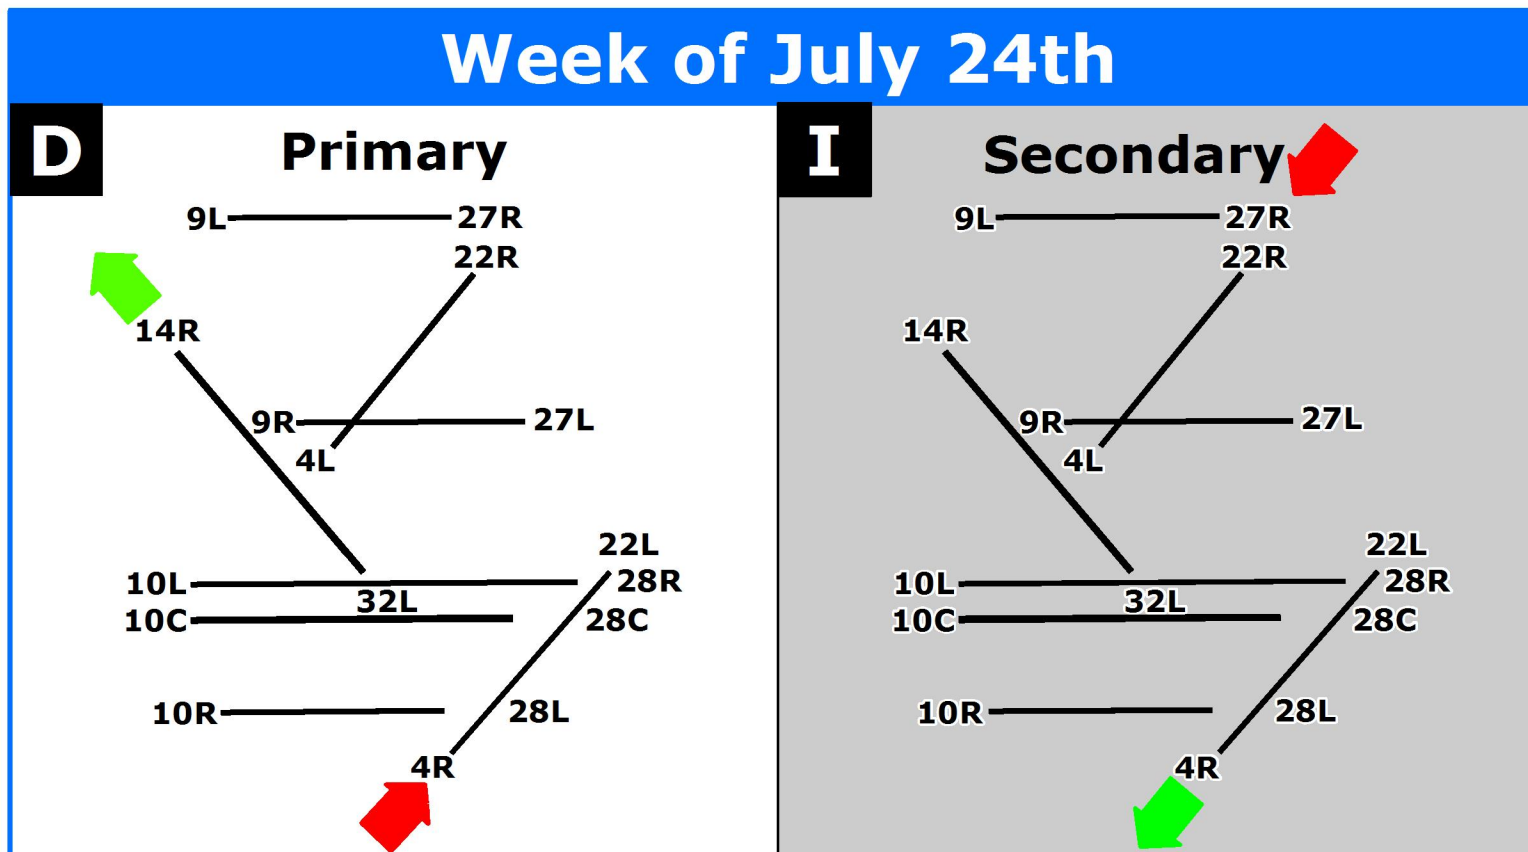 Week of July 24th
D
Primary
9L
27R
22R
14R
9R
27L
4L
22L
10L
28R
32L
10C
28C
10R
28L
4R
I
Secondary
9L
27R
22R
14R
9R
27L
4L
22L
10L
28R
32L
10C
28C
10R
28L
4R